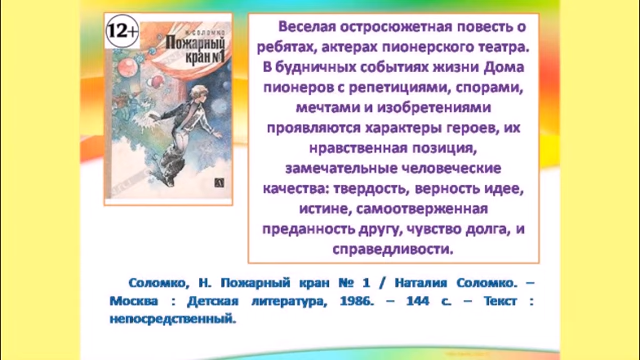 12+
Н. СОЛОМКО
Пожарный
кран №1
Веселая остросюжетная повесть о
ребятах, актерах пионерского театра.
В будничных событиях жизни Дома
пионеров с репетициями, спорами,
мечтами и изобретениями
проявляются характеры героев, их
нравственная позиция,
замечательные человеческие
качества: твердость, верность идее,
истине, самоотверженная
преданность другу, чувство долга, и
справедливости.
Соломко, Н. Пожарный кран № 1 / Наталия Соломко. –
Москва : Детская литература, 1986. – 144 с. – Текст :
непосредственный.